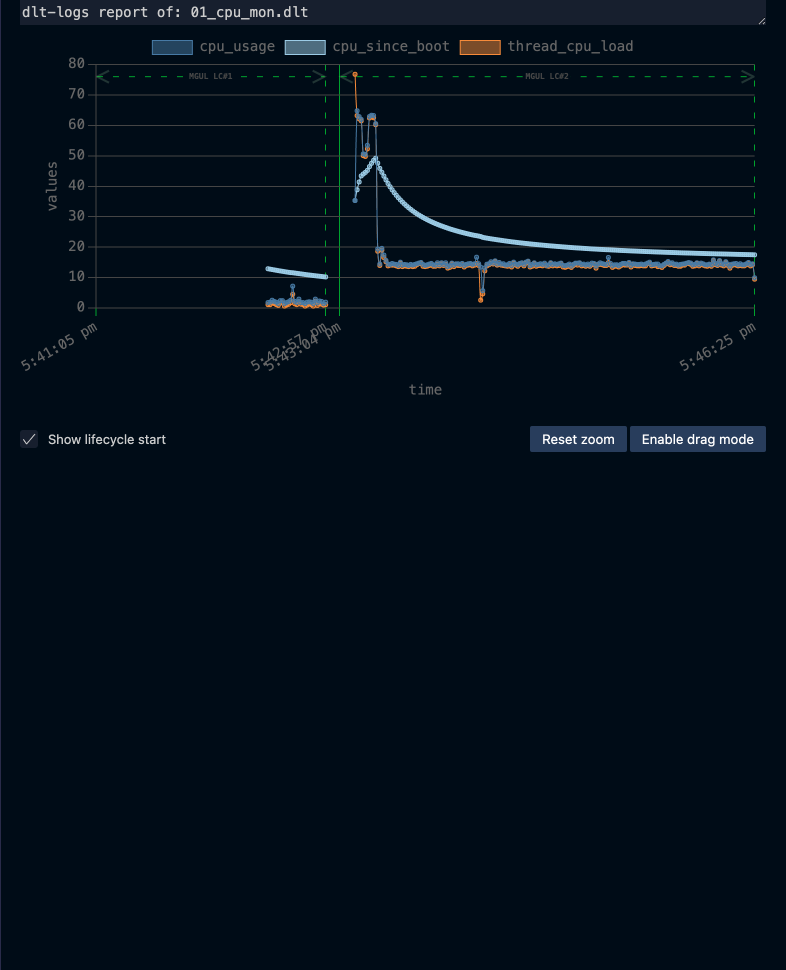 dlt-logs report of: 01_cpu_mon.dlt
cpu_usage cpu_since_boot thread_cpu_load
80
MGUL LC#1 MGUL LC#2
70
60
50
values
40
30
20
10
0
5:41:05 pm 5:42:57 pm 5:43:04 pm 5:46:25 pm
time
Show lifecycle start Reset zoom Enable drag mode